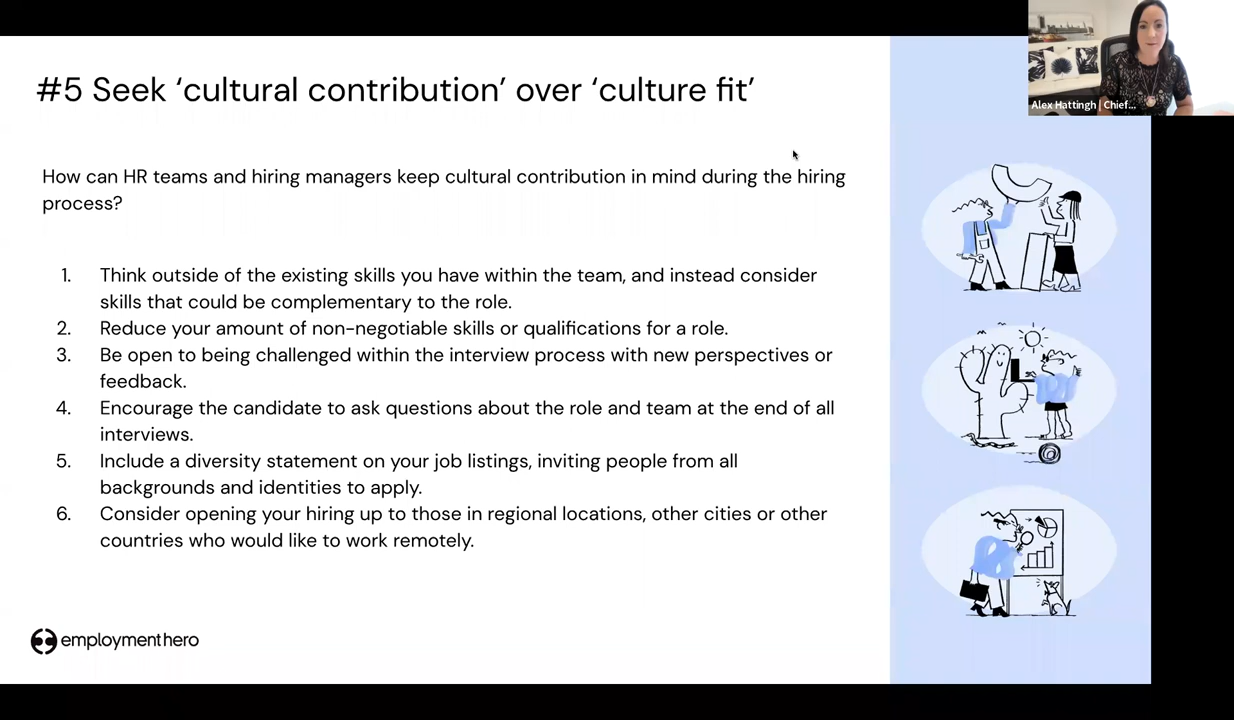 #5 Seek ‘cultural contribution’ over ‘culture fit’
Alex Hattingh | Chief...
How can HR teams and hiring managers keep cultural contribution in mind during the hiring
process?
1. Think outside of the existing skills you have within the team, and instead consider
skills that could be complementary to the role.
2. Reduce your amount of non-negotiable skills or qualifications for a role.
3. Be open to being challenged within the interview process with new perspectives or
feedback.
4. Encourage the candidate to ask questions about the role and team at the end of all
interviews.
5. Include a diversity statement on your job listings, inviting people from all
backgrounds and identities to apply.
6. Consider opening your hiring up to those in regional locations, other cities or other
countries who would like to work remotely.
employmenthero